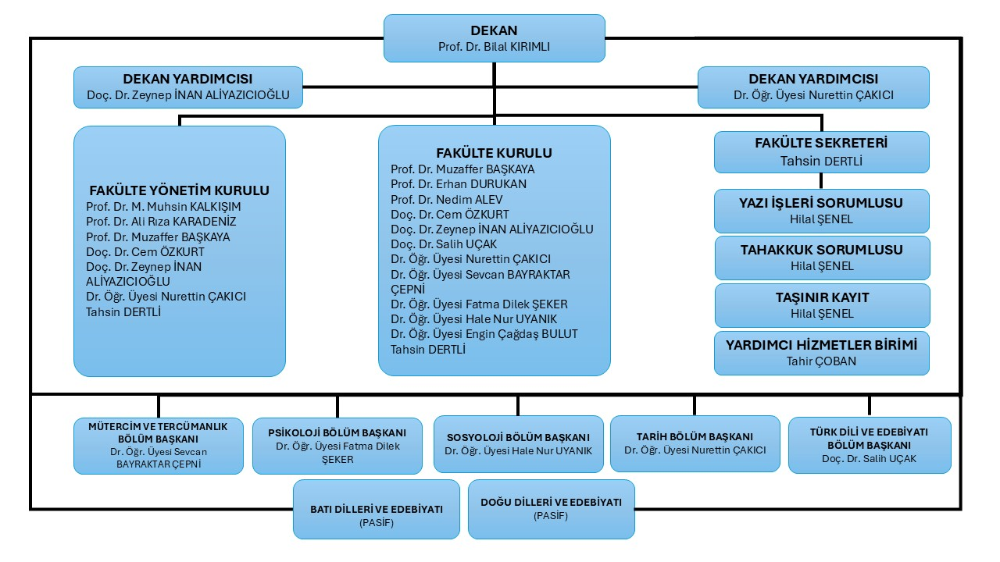 DEKAN
Prof. Dr. Bilal KIRIMLI
DEKAN YARDIMCISI
Doç. Dr. Zeynep İNAN ALİYAZICIOĞLU
DEKAN YARDIMCISI
Dr. Öğr. Üyesi Nurettin ÇAKICI
FAKÜLTE YÖNETİM KURULU
Prof. Dr. M. Muhsin KALKIŞIM
Prof. Dr. Ali Rıza KARADENİZ
Prof. Dr. Muzaffer BAŞKAYA
Doç. Dr. Cem ÖZKURT
Doç. Dr. Zeynep İNAN
ALİYAZICIOĞLU
Dr. Öğr. Üyesi Nurettin ÇAKICI
Tahsin DERTLİ
FAKÜLTE KURULU
Prof. Dr. Muzaffer BAŞKAYA
Prof. Dr. Erhan DURUKAN
Prof. Dr. Nedim ALEV
Doç. Dr. Cem ÖZKURT
Doç. Dr. Zeynep İNAN ALİYAZICIOĞLU
Doç. Dr. Salih UÇAK
Dr. Öğr. Üyesi Nurettin ÇAKICI
Dr. Öğr. Üyesi Sevcan BAYRAKTAR
ÇEPNİ
Dr. Öğr. Üyesi Fatma Dilek ŞEKER
Dr. Öğr. Üyesi Hale Nur UYANIK
Dr. Öğr. Üyesi Engin Çağdaş BULUT
Tahsin DERTLİ
FAKÜLTE SEKRETERİ
Tahsin DERTLİ
YAZI İŞLERİ SORUMLUSU
Hilal ŞENEL
TAHAKKUK SORUMLUSU
Hilal ŞENEL
TAŞINIR KAYIT
Hilal ŞENEL
YARDIMCI HİZMETLER BİRİMİ
Tahir ÇOBAN
MÜTERCİM VE TERCÜMANLIK
BÖLÜM BAŞKANI
Dr. Öğr. Üyesi Sevcan
BAYRAKTAR ÇEPNİ
PSİKOLOJİ BÖLÜM BAŞKANI
Dr. Öğr. Üyesi Fatma Dilek
ŞEKER
SOSYOLOJİ BÖLÜM BAŞKANI
Dr. Öğr. Üyesi Hale Nur UYANIK
TARİH BÖLÜM BAŞKANI
Dr. Öğr. Üyesi Nurettin ÇAKICI
TÜRK DİLİ VE EDEBİYATI
BÖLÜM BAŞKANI
Doç. Dr. Salih UÇAK
BATI DİLLERİ VE EDEBİYATI
(PASİF)
DOĞU DİLLERİ VE EDEBİYATI
(PASİF)